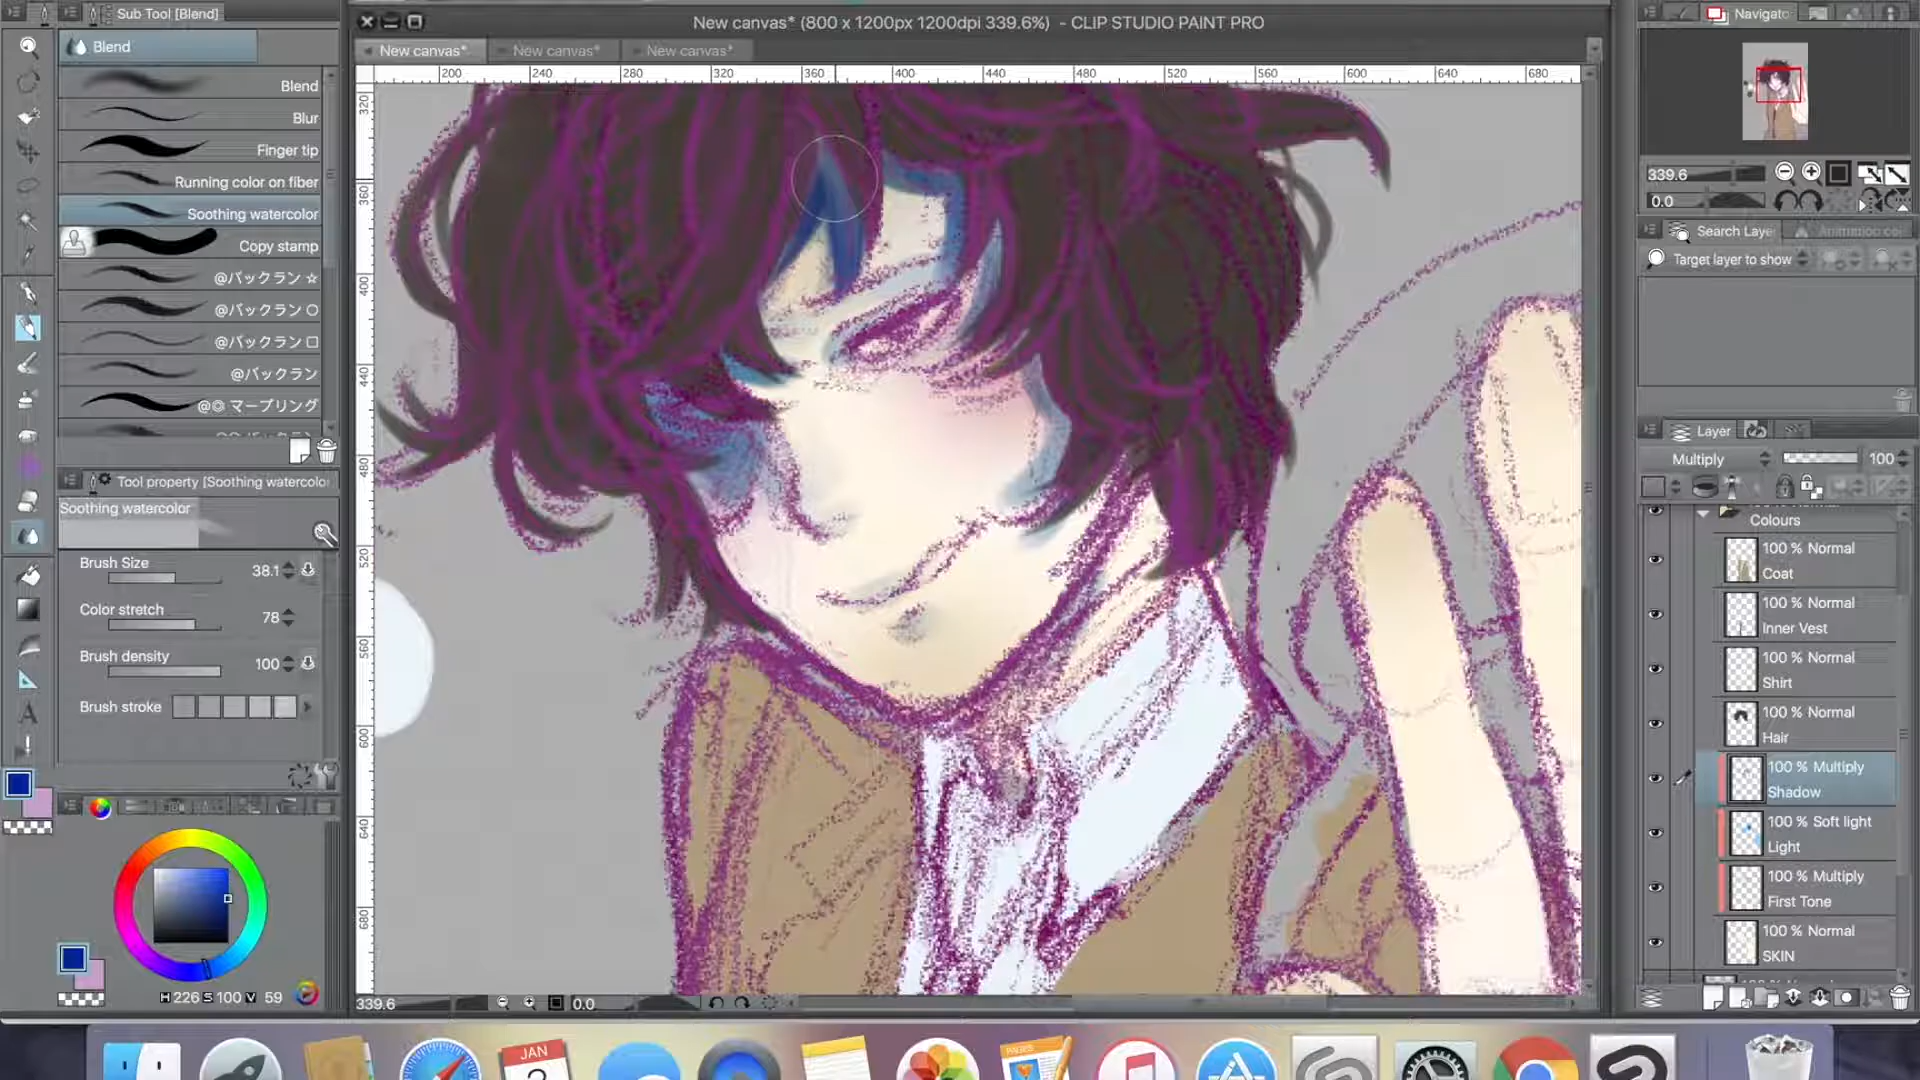 Sub Tool [Blend]
Blend
Blend
Blur
Finger tip
Running color on fiber
Soothing watercolor
Copy stamp
@バックラン ☆
@バックラン ○
@バックラン □
@バックラン
@◎ マーブリング
Tool property [Soothing watercolor
Soothing watercolor
Brush Size 38.1
Color stretch 78
Brush density 100
Brush stroke
H 226 S 100 V 59
New canvas* (800 x 1200px 1200dpi 339.6%) - CLIP STUDIO PAINT PRO
New canvas* New canvas* New canvas*
200 240 280 320 360 400 440 480 520 560 600 640 680
320
360
400
440
480
520
560
600
640
680
339.6 0.0
Navigato
339.6
0.0
Search Laye Animation ce
Target layer to show
Layer
Multiply 100
Colours
100 % Normal
Coat
100 % Normal
Inner Vest
100 % Normal
Shirt
100 % Normal
Hair
100 % Multiply
Shadow
100 % Soft light
Light
100 % Multiply
First Tone
100 % Normal
SKIN
JAN
PAGES